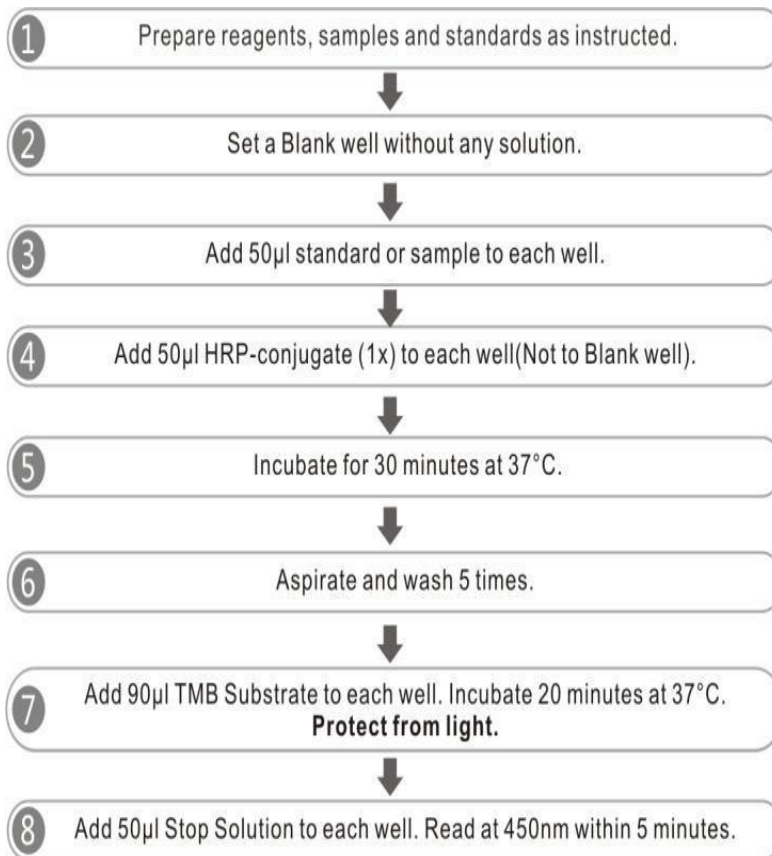 1 Prepare reagents, samples and standards as instructed.
2 Set a Blank well without any solution.
3 Add 50μl standard or sample to each well.
4 Add 50μl HRP-conjugate (1x) to each well(Not to Blank well).
5 Incubate for 30 minutes at 37°C.
6 Aspirate and wash 5 times.
7 Add 90μl TMB Substrate to each well. Incubate 20 minutes at 37°C.
Protect from light.
8 Add 50μl Stop Solution to each well. Read at 450nm within 5 minutes.